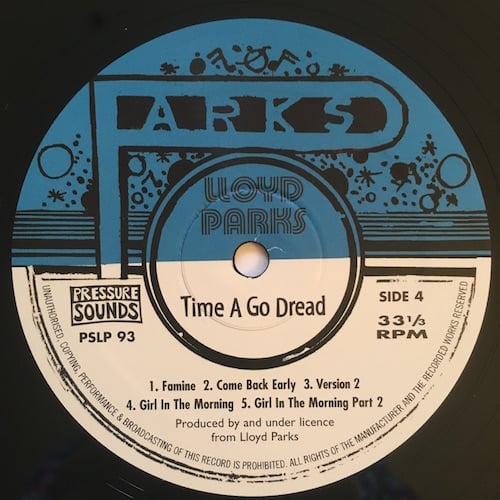 PARKS
LLOYD
PARKS
Time A Go Dread
PRESSURE
SOUNDS
PSLP 93
SIDE 4
33⅓
RPM
1. Famine 2. Come Back Early 3. Version 2
4. Girl In The Morning 5. Girl In The Morning Part 2
Produced by and under licence
from Lloyd Parks
UNAUTHORISED, COPYING, PERFORMANCE & BROADCASTING OF THIS RECORD IS PROHIBITED. ALL RIGHTS OF THE MANUFACTURER AND THE RECORDED WORKS RESERVED